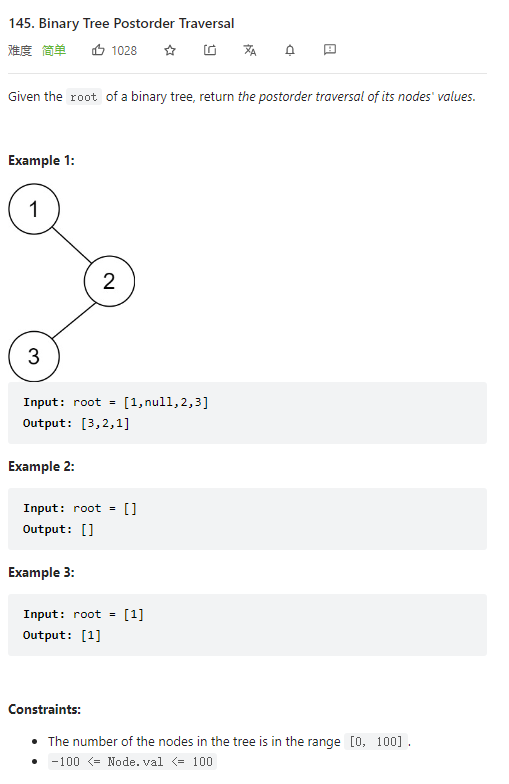 145. Binary Tree Postorder Traversal
难度 简单 1028
Given the root of a binary tree, return the postorder traversal of its nodes' values.
Example 1:
1
2
3
Input: root = [1,null,2,3]
Output: [3,2,1]
Example 2:
Input: root = []
Output: []
Example 3:
Input: root = [1]
Output: [1]
Constraints:
• The number of the nodes in the tree is in the range [0, 100] .
• -100 <= Node.val <= 100